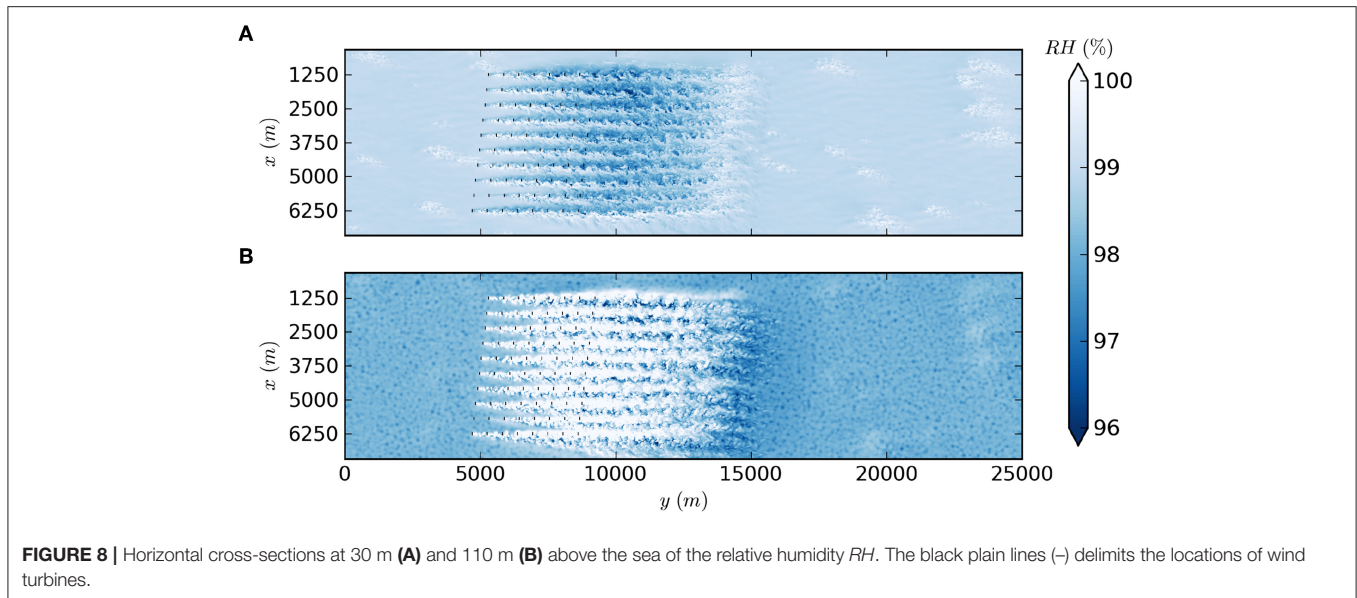 A
RH (%)
1250
2500
3750
5000
6250
x (m)
B
1250
2500
3750
5000
6250
x (m)
0 5000 10000 15000 20000 25000
y (m)
100
99
98
97
96
FIGURE 8 | Horizontal cross-sections at 30 m (A) and 110 m (B) above the sea of the relative humidity RH. The black plain lines (–) delimits the locations of wind
turbines.